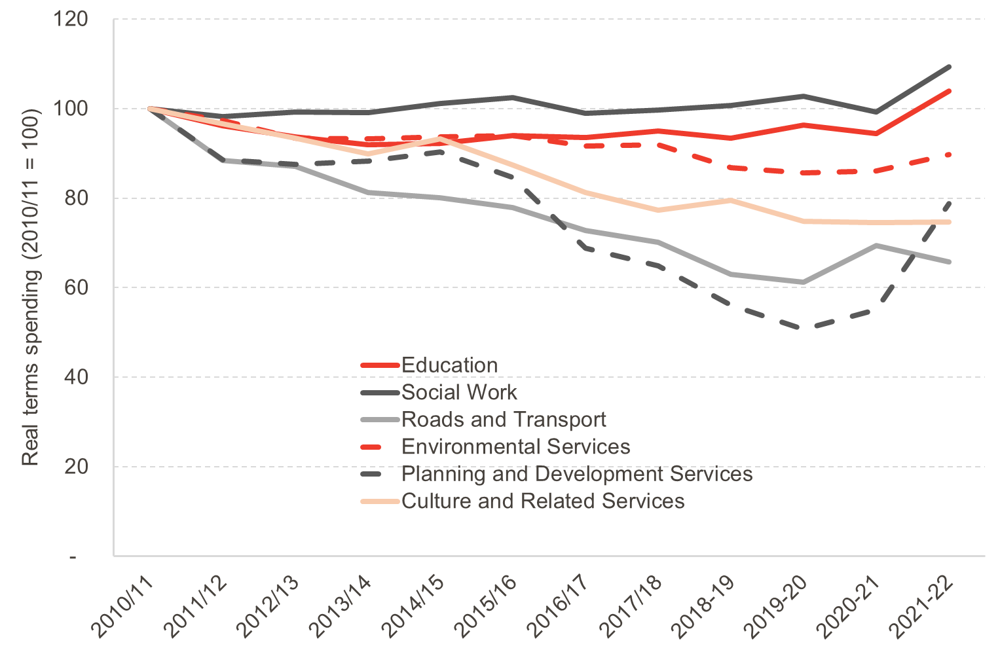 120
100
80
60
40
20
-
Real terms spending (2010/11 = 100)
Education
Social Work
Roads and Transport
Environmental Services
Planning and Development Services
Culture and Related Services
2010/11
2011/12
2012/13
2013/14
2014/15
2015/16
2016/17
2017/18
2018-19
2019-20
2020-21
2021-22